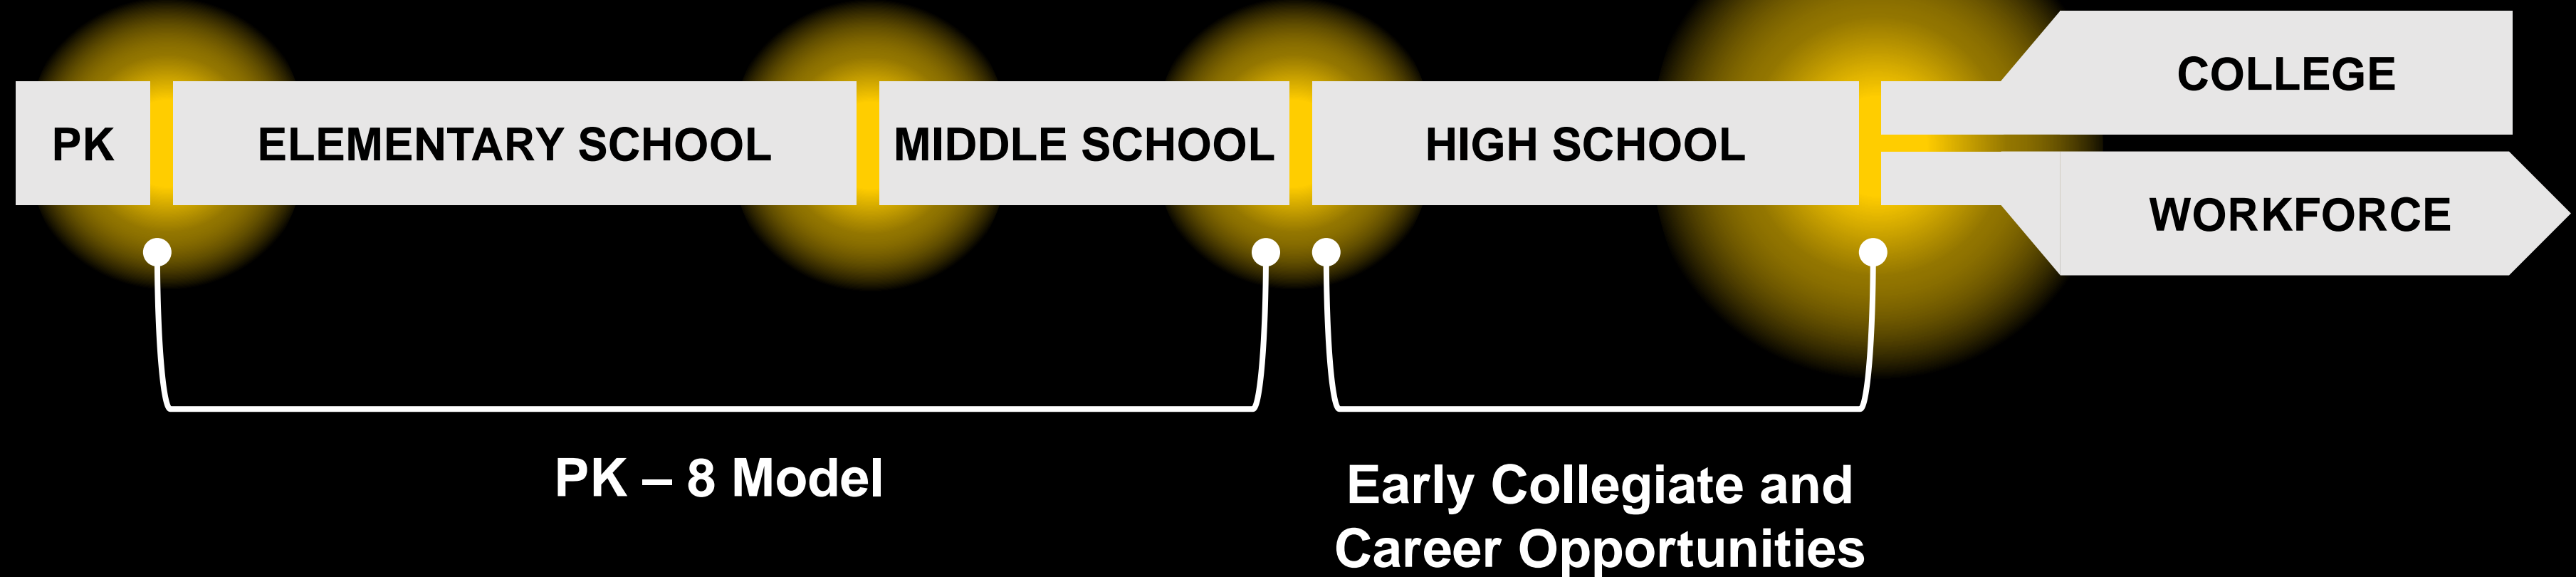 PK
ELEMENTARY SCHOOL
MIDDLE SCHOOL
HIGH SCHOOL
COLLEGE
WORKFORCE
PK – 8 Model
Early Collegiate and
Career Opportunities